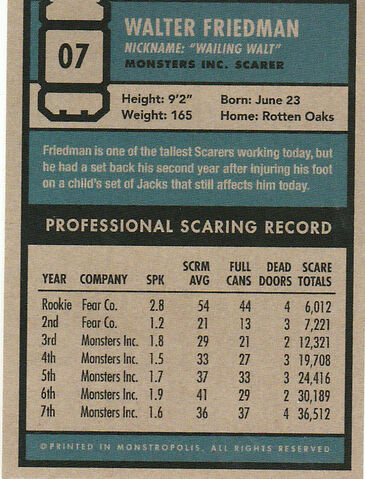 07
WALTER FRIEDMAN
NICKNAME: “WAILING WALT”
MONSTERS INC. SCARER
Height: 9’2” Born: June 23
Weight: 165 Home: Rotten Oaks
Friedman is one of the tallest Scarers working today, but
he had a set back his second year after injuring his foot
on a child’s set of Jacks that still affects him today.
PROFESSIONAL SCARING RECORD
SCRM FULL DEAD SCARE
YEAR COMPANY SPK AVG CANS DOORS TOTALS
Rookie Fear Co. 2.8 54 44 4 6,012
2nd Fear Co. 1.2 21 13 3 7,221
3rd Monsters Inc. 1.8 29 21 2 12,321
4th Monsters Inc. 1.5 33 27 3 19,708
5th Monsters Inc. 1.7 37 33 3 24,416
6th Monsters Inc. 1.9 41 29 2 30,189
7th Monsters Inc. 1.6 36 37 4 36,512
©PRINTED IN MONSTROPOLIS. ALL RIGHTS RESERVED